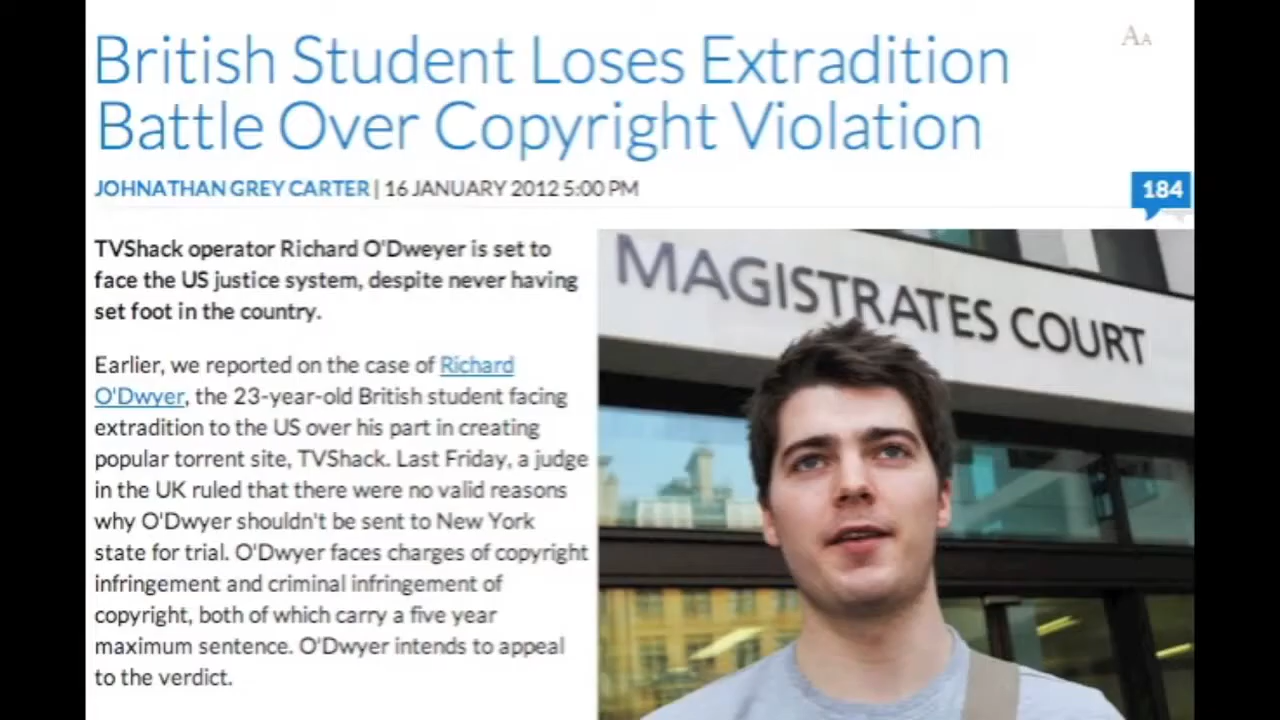 British Student Loses Extradition
Battle Over Copyright Violation
AA
JOHNATHAN GREY CARTER | 16 JANUARY 2012 5:00 PM
184
TVShack operator Richard O'Dweyer is set to
face the US justice system, despite never having
set foot in the country.
Earlier, we reported on the case of Richard
O'Dwyer, the 23-year-old British student facing
extradition to the US over his part in creating
popular torrent site, TVShack. Last Friday, a judge
in the UK ruled that there were no valid reasons
why O'Dwyer shouldn't be sent to New York
state for trial. O'Dwyer faces charges of copyright
infringement and criminal infringement of
copyright, both of which carry a five year
maximum sentence. O'Dwyer intends to appeal
to the verdict.
MAGISTRATES COURT